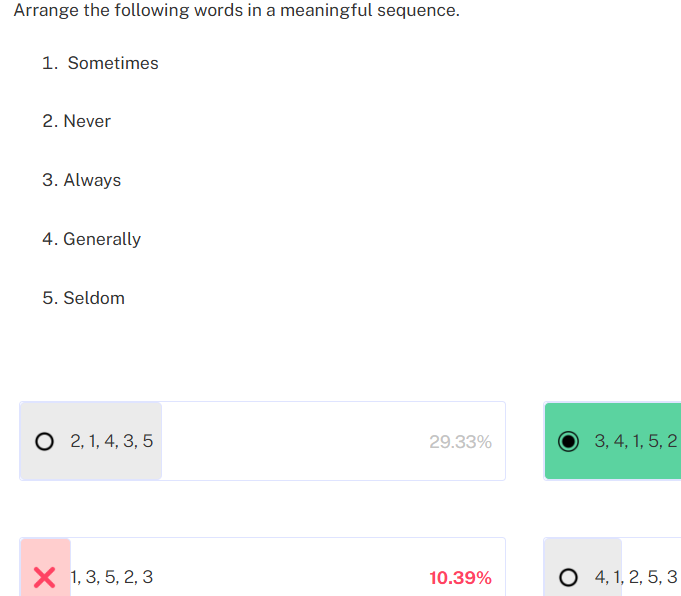 Arrange the following words in a meaningful sequence.
1. Sometimes
2. Never
3. Always
4. Generally
5. Seldom
2, 1, 4, 3, 5 29.33% 3, 4, 1, 5, 2
1, 3, 5, 2, 3 10.39% 4, 1, 2, 5, 3